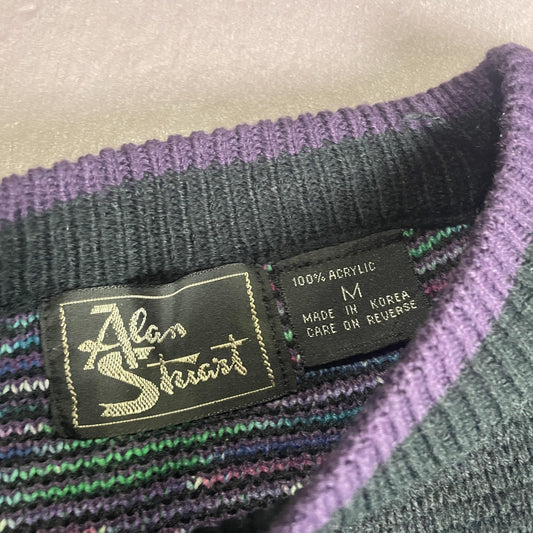 Alan
Stuart
100% ACRYLIC
M
MADE IN KOREA
CARE ON REVERSE